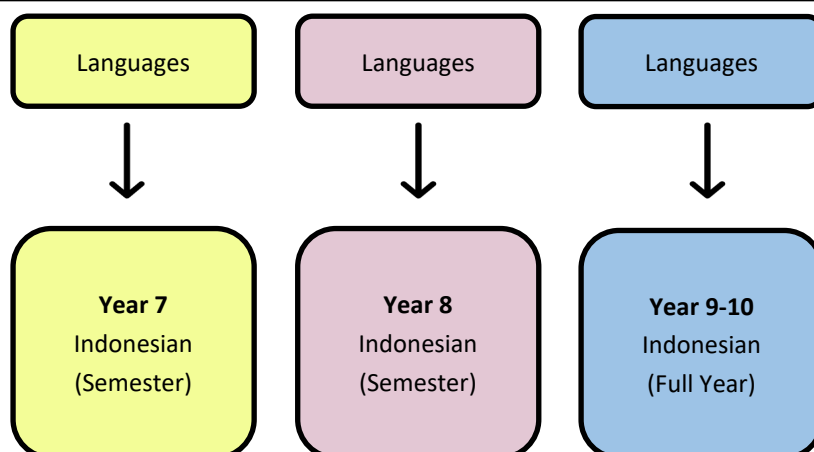 Languages
Languages
Languages
Year 7
Indonesian
(Semester)
Year 8
Indonesian
(Semester)
Year 9-10
Indonesian
(Full Year)